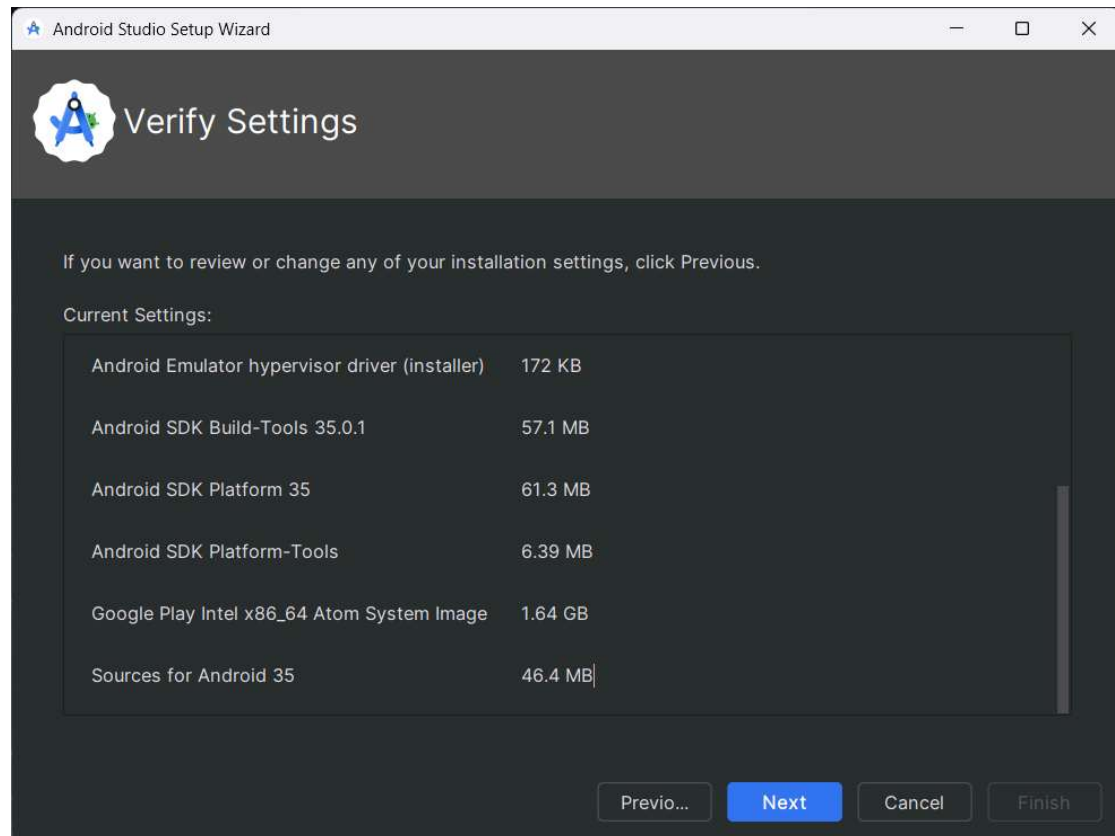 Android Studio Setup Wizard
Verify Settings
If you want to review or change any of your installation settings, click Previous.
Current Settings:
Android Emulator hypervisor driver (installer) 172 KB
Android SDK Build-Tools 35.0.1 57.1 MB
Android SDK Platform 35 61.3 MB
Android SDK Platform-Tools 6.39 MB
Google Play Intel x86_64 Atom System Image 1.64 GB
Sources for Android 35 46.4 MB
Previo... Next Cancel Finish